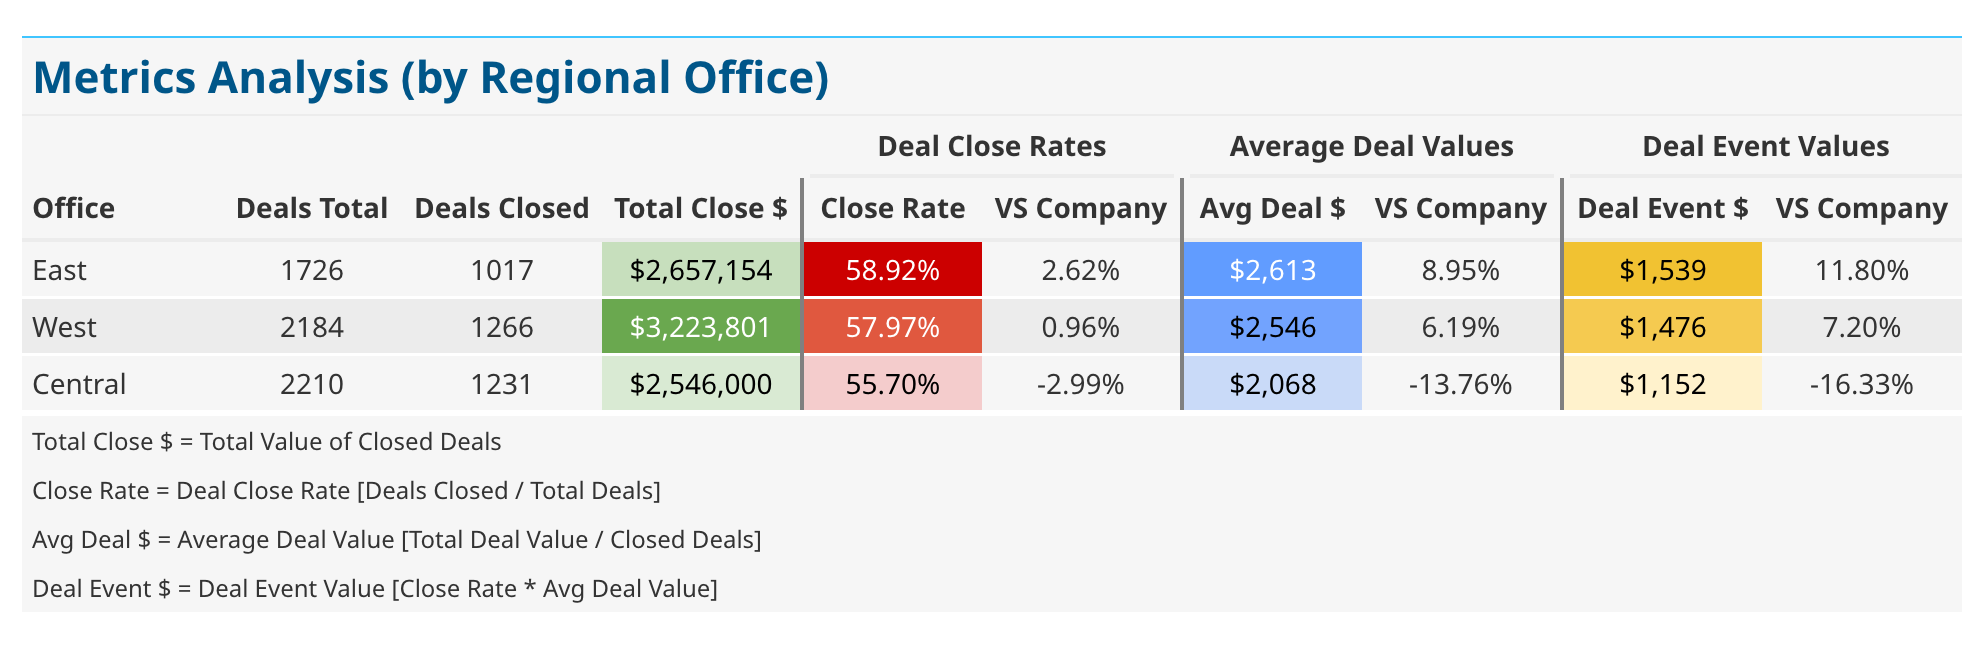 Metrics Analysis (by Regional Office)
Deal Close Rates Average Deal Values Deal Event Values
Office Deals Total Deals Closed Total Close $ Close Rate VS Company Avg Deal $ VS Company Deal Event $ VS Company
East 1726 1017 $2,657,154 58.92% 2.62% $2,613 8.95% $1,539 11.80%
West 2184 1266 $3,223,801 57.97% 0.96% $2,546 6.19% $1,476 7.20%
Central 2210 1231 $2,546,000 55.70% -2.99% $2,068 -13.76% $1,152 -16.33%
Total Close $ = Total Value of Closed Deals
Close Rate = Deal Close Rate [Deals Closed / Total Deals]
Avg Deal $ = Average Deal Value [Total Deal Value / Closed Deals]
Deal Event $ = Deal Event Value [Close Rate * Avg Deal Value]